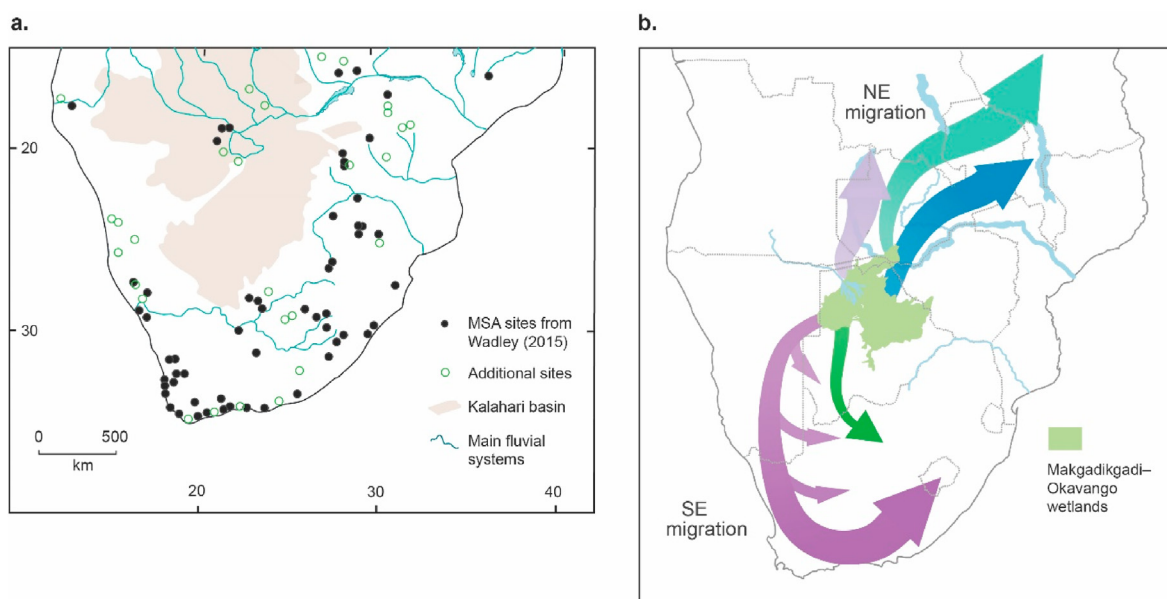 a.
20
30
MSA sites from
Wadley (2015)
Additional sites
Kalahari basin
Main fluvial
systems
0
500
km
20
30
40
b.
NE
migration
SE
migration
Makgadikgadi–
Okavango
wetlands